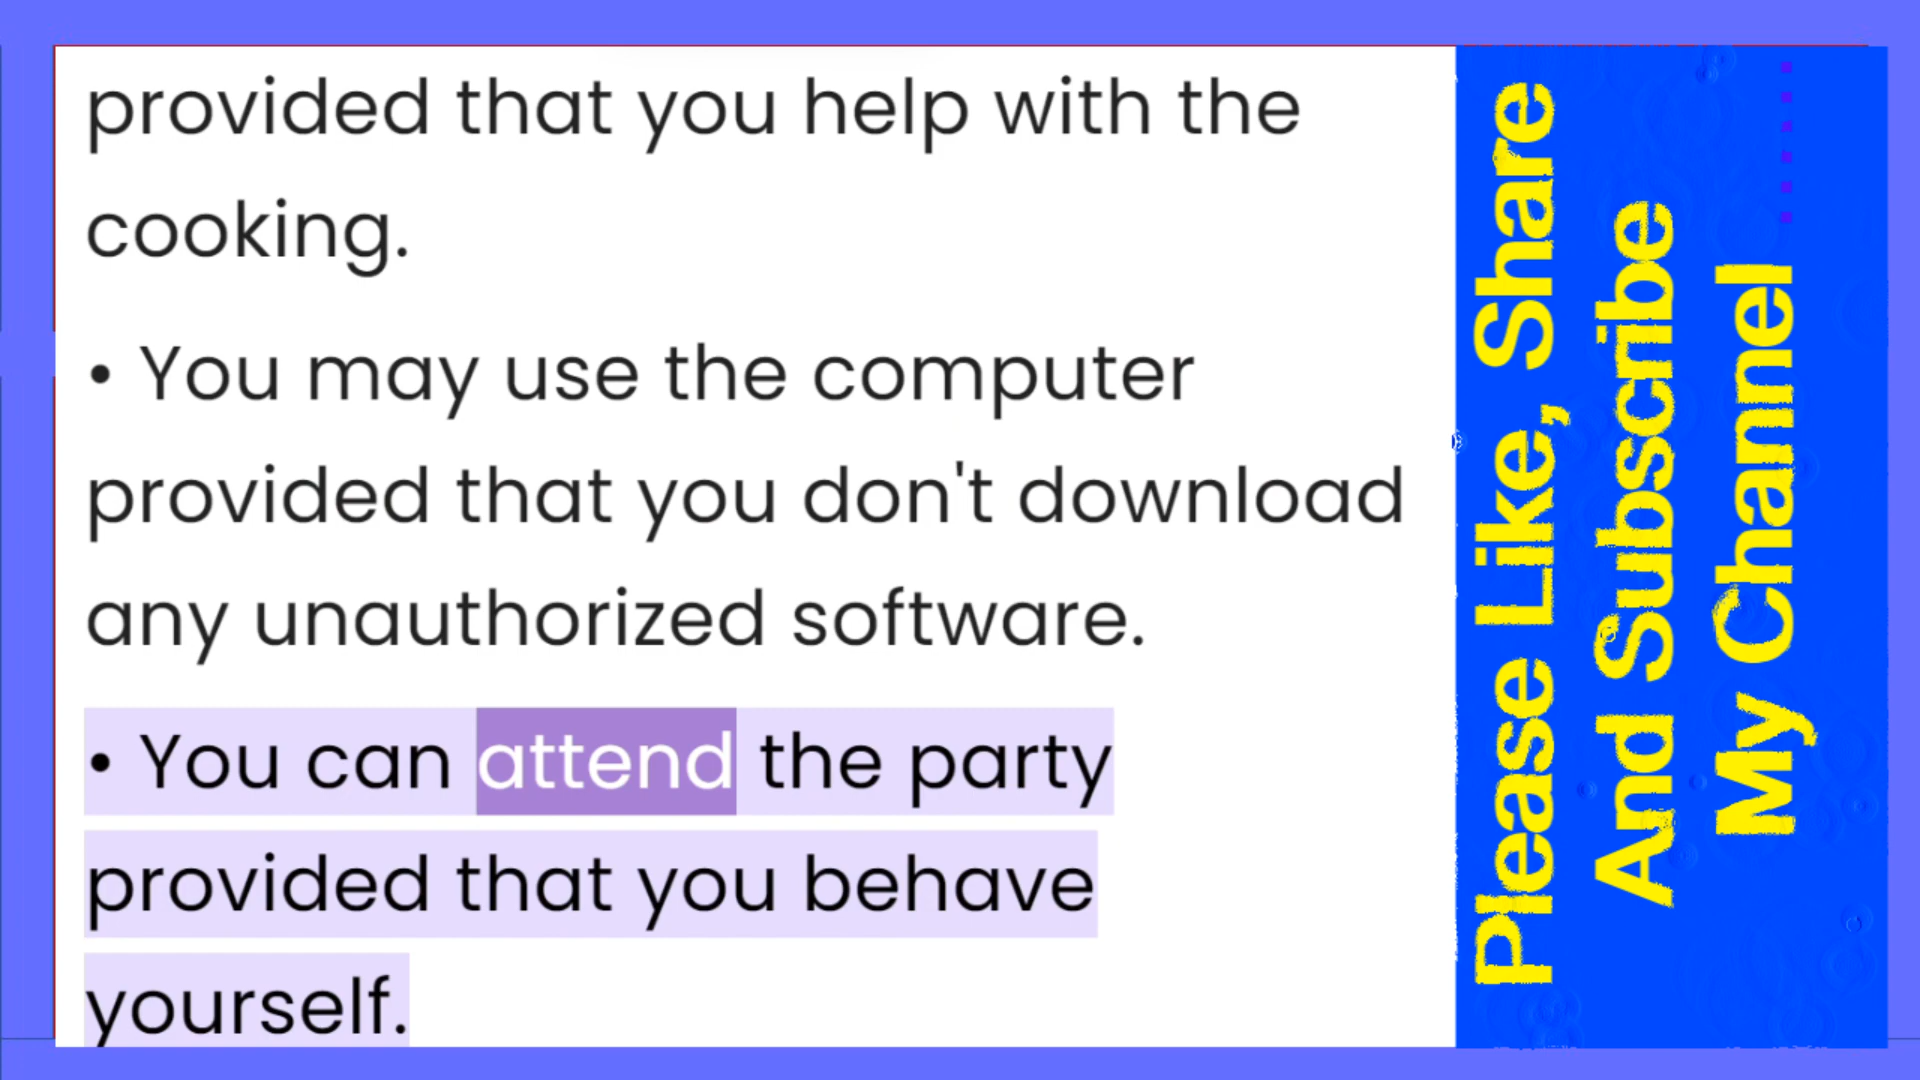 provided that you help with the
cooking.
• You may use the computer
provided that you don't download
any unauthorized software.
• You can attend the party
provided that you behave
yourself.
Please Like, Share
And Subscribe
My Channel